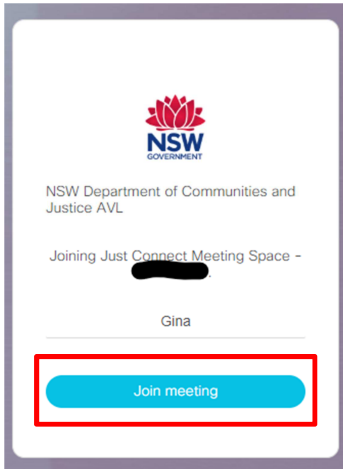 NSW
GOVERNMENT
NSW Department of Communities and
Justice AVL
Joining Just Connect Meeting Space -
.
Gina
Join meeting